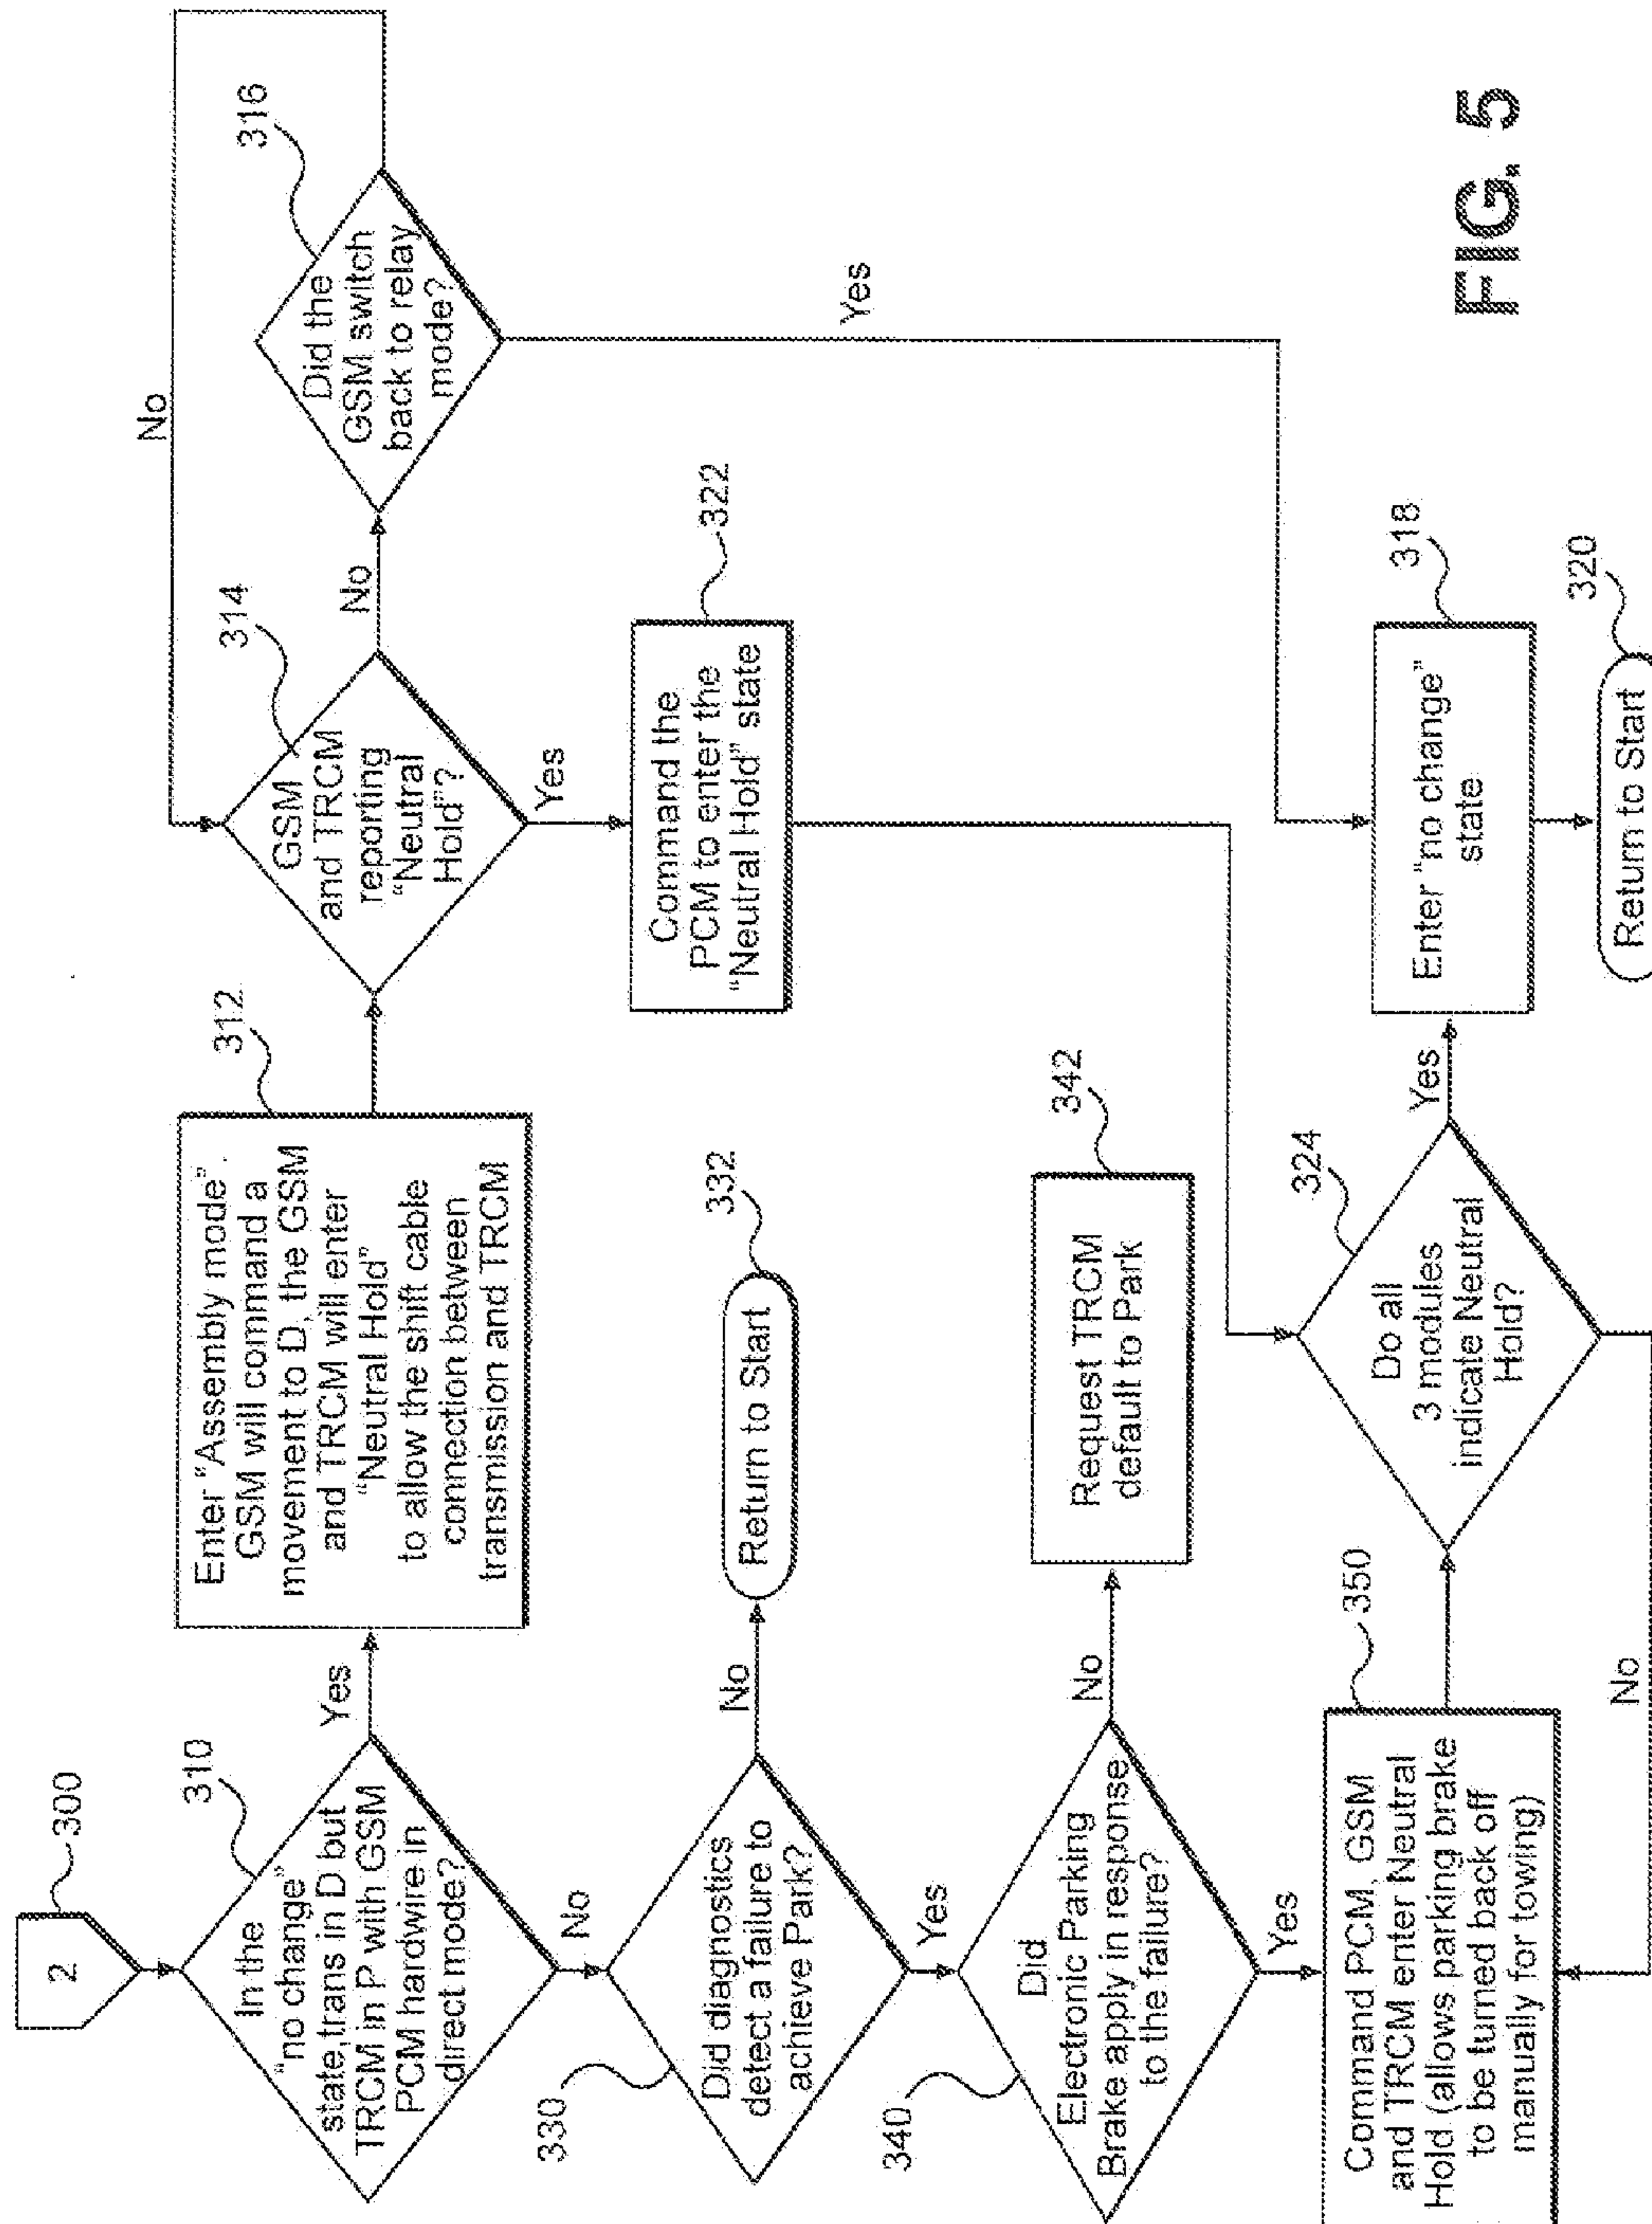 2
300
In the
"no change"
state, trans in D but
TRCM in P with GSM
PCM hardwire in
direct mode?
310
Yes
Enter "Assembly mode".
GSM will command a
movement to D, the GSM
and TRCM will enter
"Neutral Hold"
to allow the shift cable
connection between
transmission and TRCM
312
GSM
and TRCM
reporting
"Neutral
Hold"?
314
No
Did the
GSM switch
back to relay
mode?
316
No
Yes
Yes
Command the
PCM to enter the
"Neutral Hold" state
322
No
Did diagnostics
detect a failure to
achieve Park?
330
No
Return to Start
332
Yes
Did
Electronic Parking
Brake apply in response
to the failure?
340
No
Request TRCM
default to Park
342
Yes
Command PCM, GSM
and TRCM enter Neutral
Hold (allows parking brake
to be turned back off
manually for towing)
350
Do all
3 modules
indicate Neutral
Hold?
324
Yes
Enter "no change"
state
318
No
Return to Start
320
FIG. 5